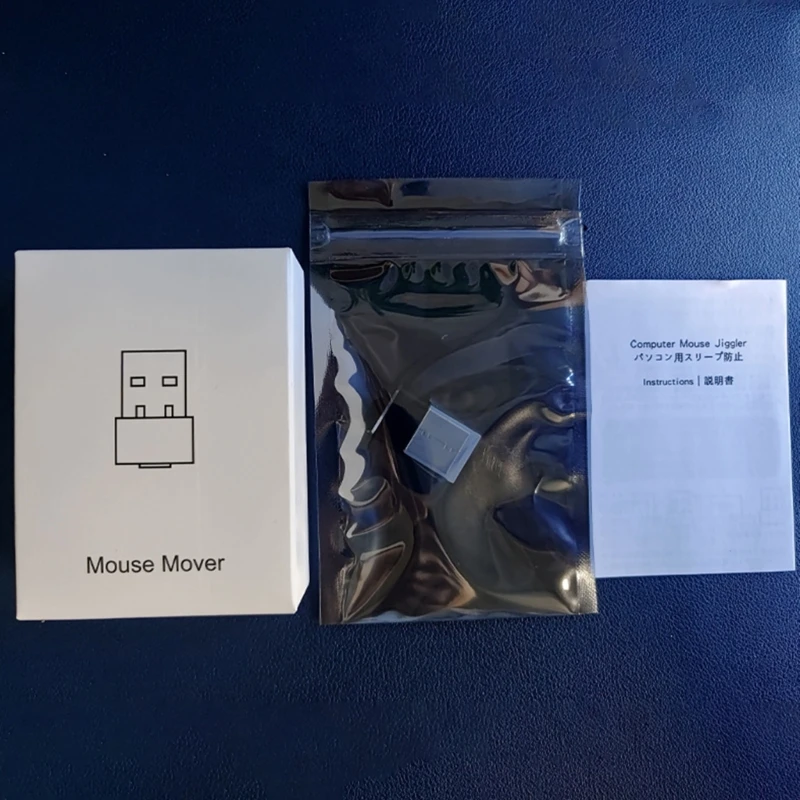 Mouse Mover
Computer Mouse Jiggler
パソコン用スリープ防止
Instructions | 説明書